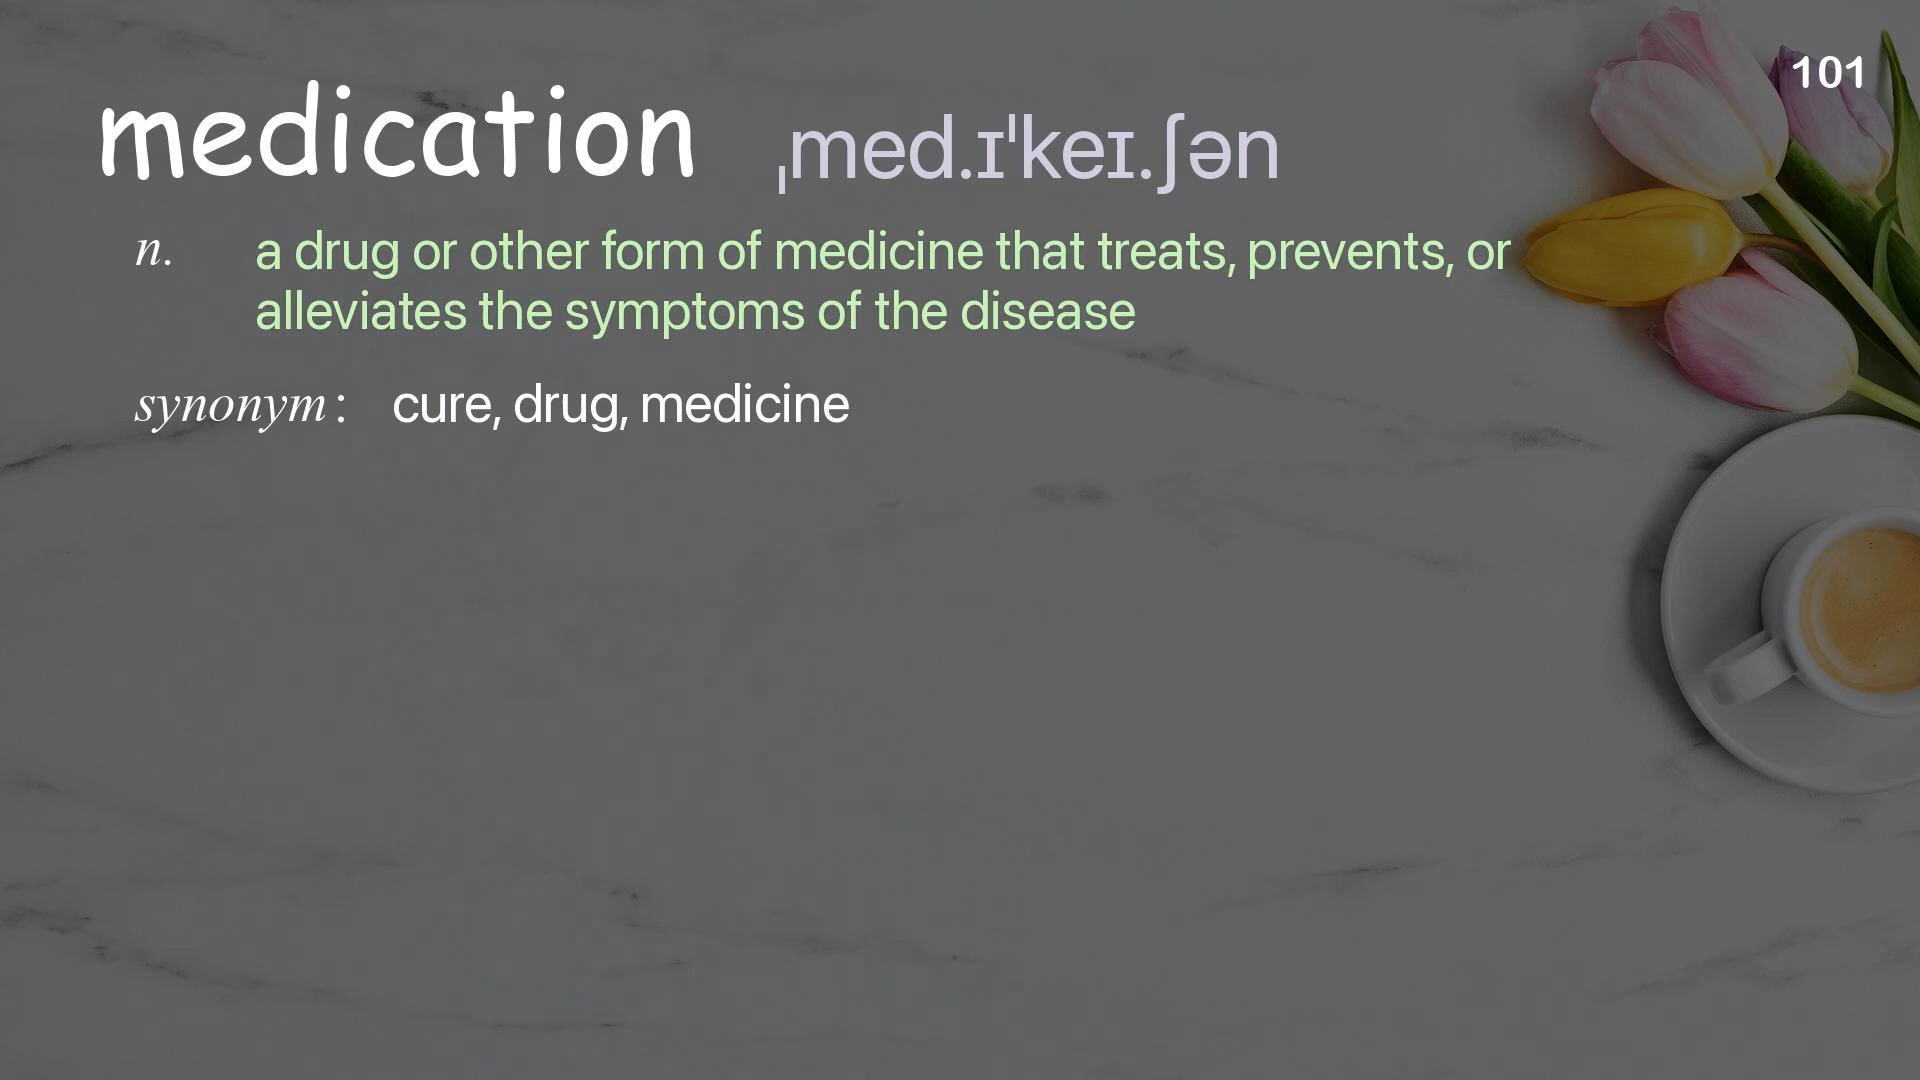 101
medication ˌmed.ɪˈkeɪ.ʃən
n. a drug or other form of medicine that treats, prevents, or
alleviates the symptoms of the disease
synonym : cure, drug, medicine